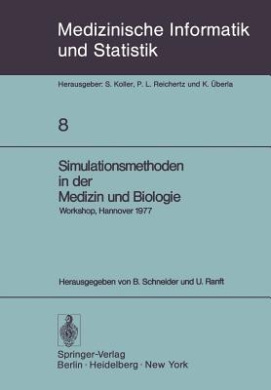 Medizinische Informatik
und Statistik
Herausgeber: S. Koller, P. L. Reichertz und K. Überla
8
Simulationsmethoden
in der
Medizin und Biologie
Workshop, Hannover 1977
Herausgegeben von B. Schneider und U. Ranft
Springer-Verlag
Berlin · Heidelberg · New York